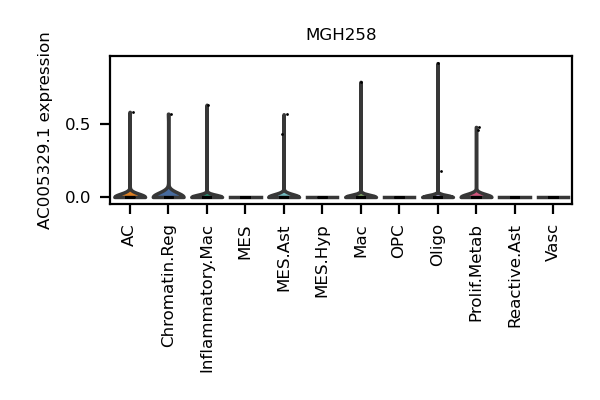 MGH258
AC005329.1 expression
0.5
0.0
AC
Chromatin.Reg
Inflammatory.Mac
MES
MES.Ast
MES.Hyp
Mac
OPC
Oligo
Prolif.Metab
Reactive.Ast
Vasc